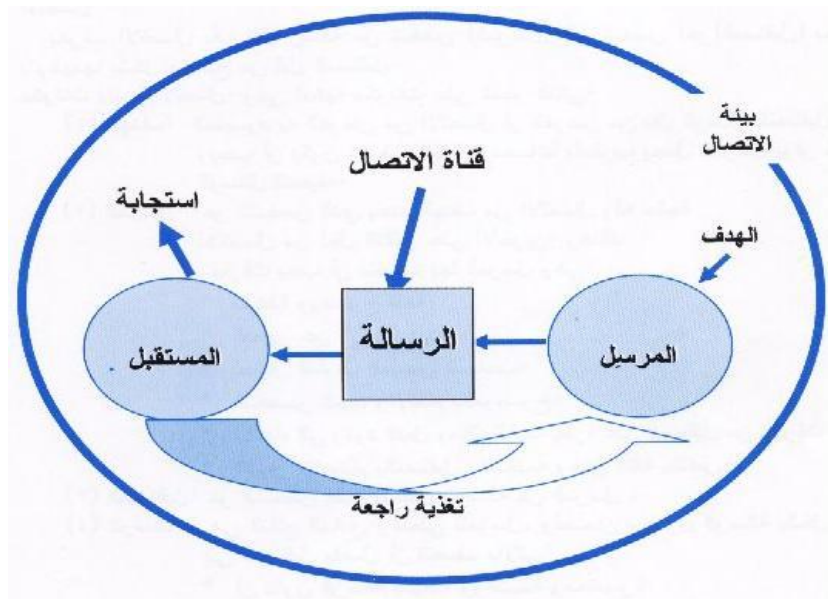 بيئة
الاتصال
قناة الاتصال
استجابة
الهدف
المرسِل
الرسالة
المستقبل
تغذية راجعة